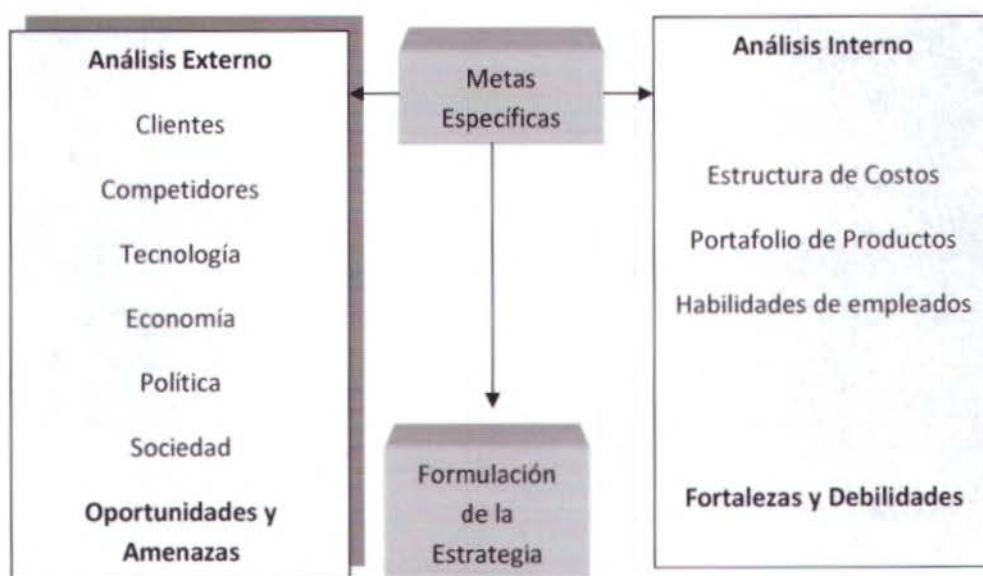 Análisis Externo
Clientes
Competidores
Tecnología
Economía
Política
Sociedad
Oportunidades y
Amenazas
Metas
Específicas
Formulación
de la
Estrategia
Análisis Interno
Estructura de Costos
Portafolio de Productos
Habilidades de empleados
Fortalezas y Debilidades